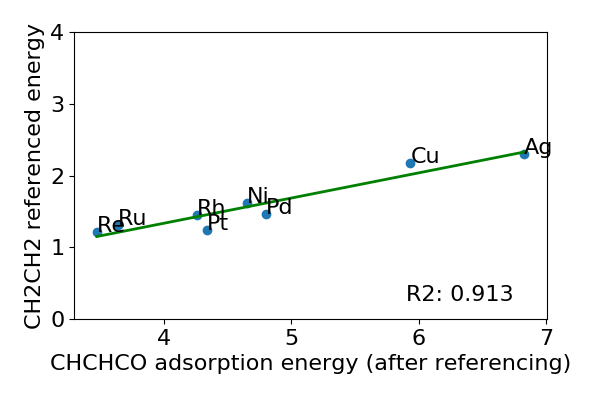 CH2CH2 referenced energy
4
3
2
1
0
Ag
Cu
Ni
Pd
Rh
Pt
Ru
Re
R2: 0.913
4 5 6 7
CHCHCO adsorption energy (after referencing)